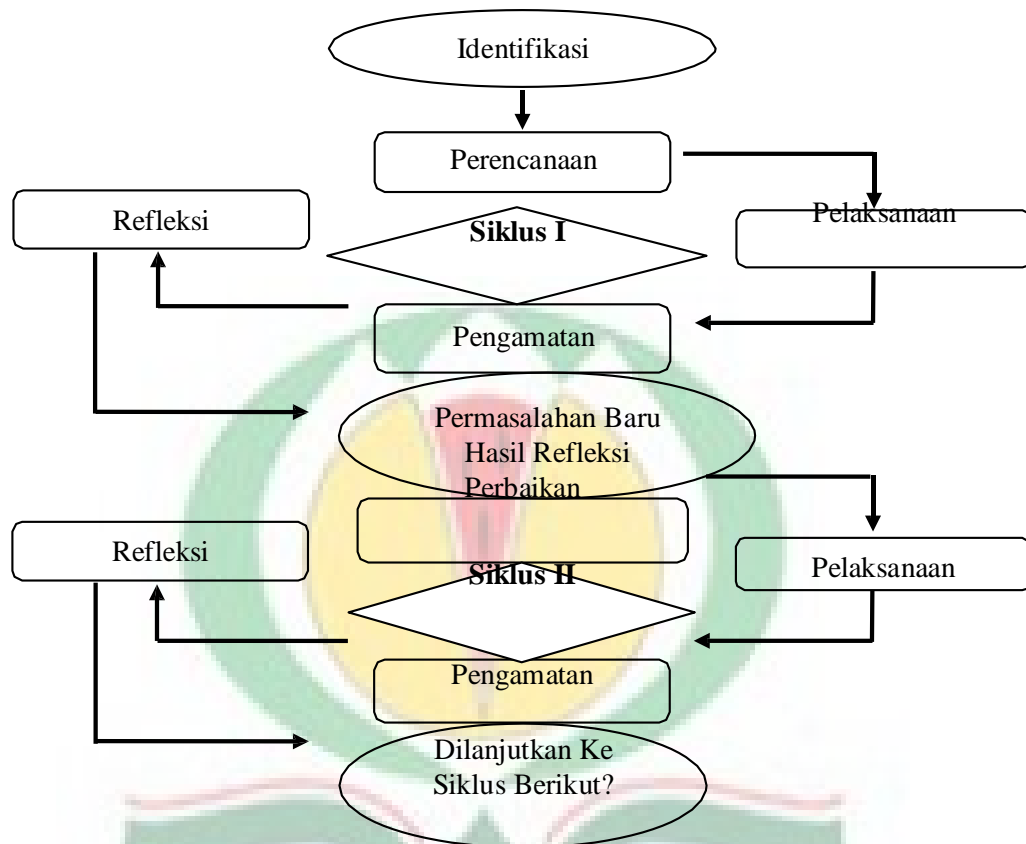 Identifikasi
Perencanaan
Refleksi
Siklus I
Pelaksanaan
Pengamatan
Permasalahan Baru
Hasil Refleksi
Perbaikan
Refleksi
Siklus II
Pelaksanaan
Pengamatan
Dilanjutkan Ke
Siklus Berikut?